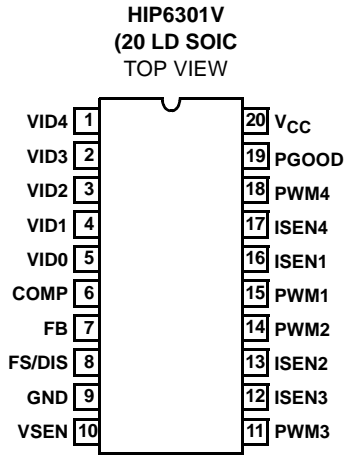 HIP6301V
(20 LD SOIC
TOP VIEW
VID4 1
VID3 2
VID2 3
VID1 4
VID0 5
COMP 6
FB 7
FS/DIS 8
GND 9
VSEN 10
20 VCC
19 PGOOD
18 PWM4
17 ISEN4
16 ISEN1
15 PWM1
14 PWM2
13 ISEN2
12 ISEN3
11 PWM3